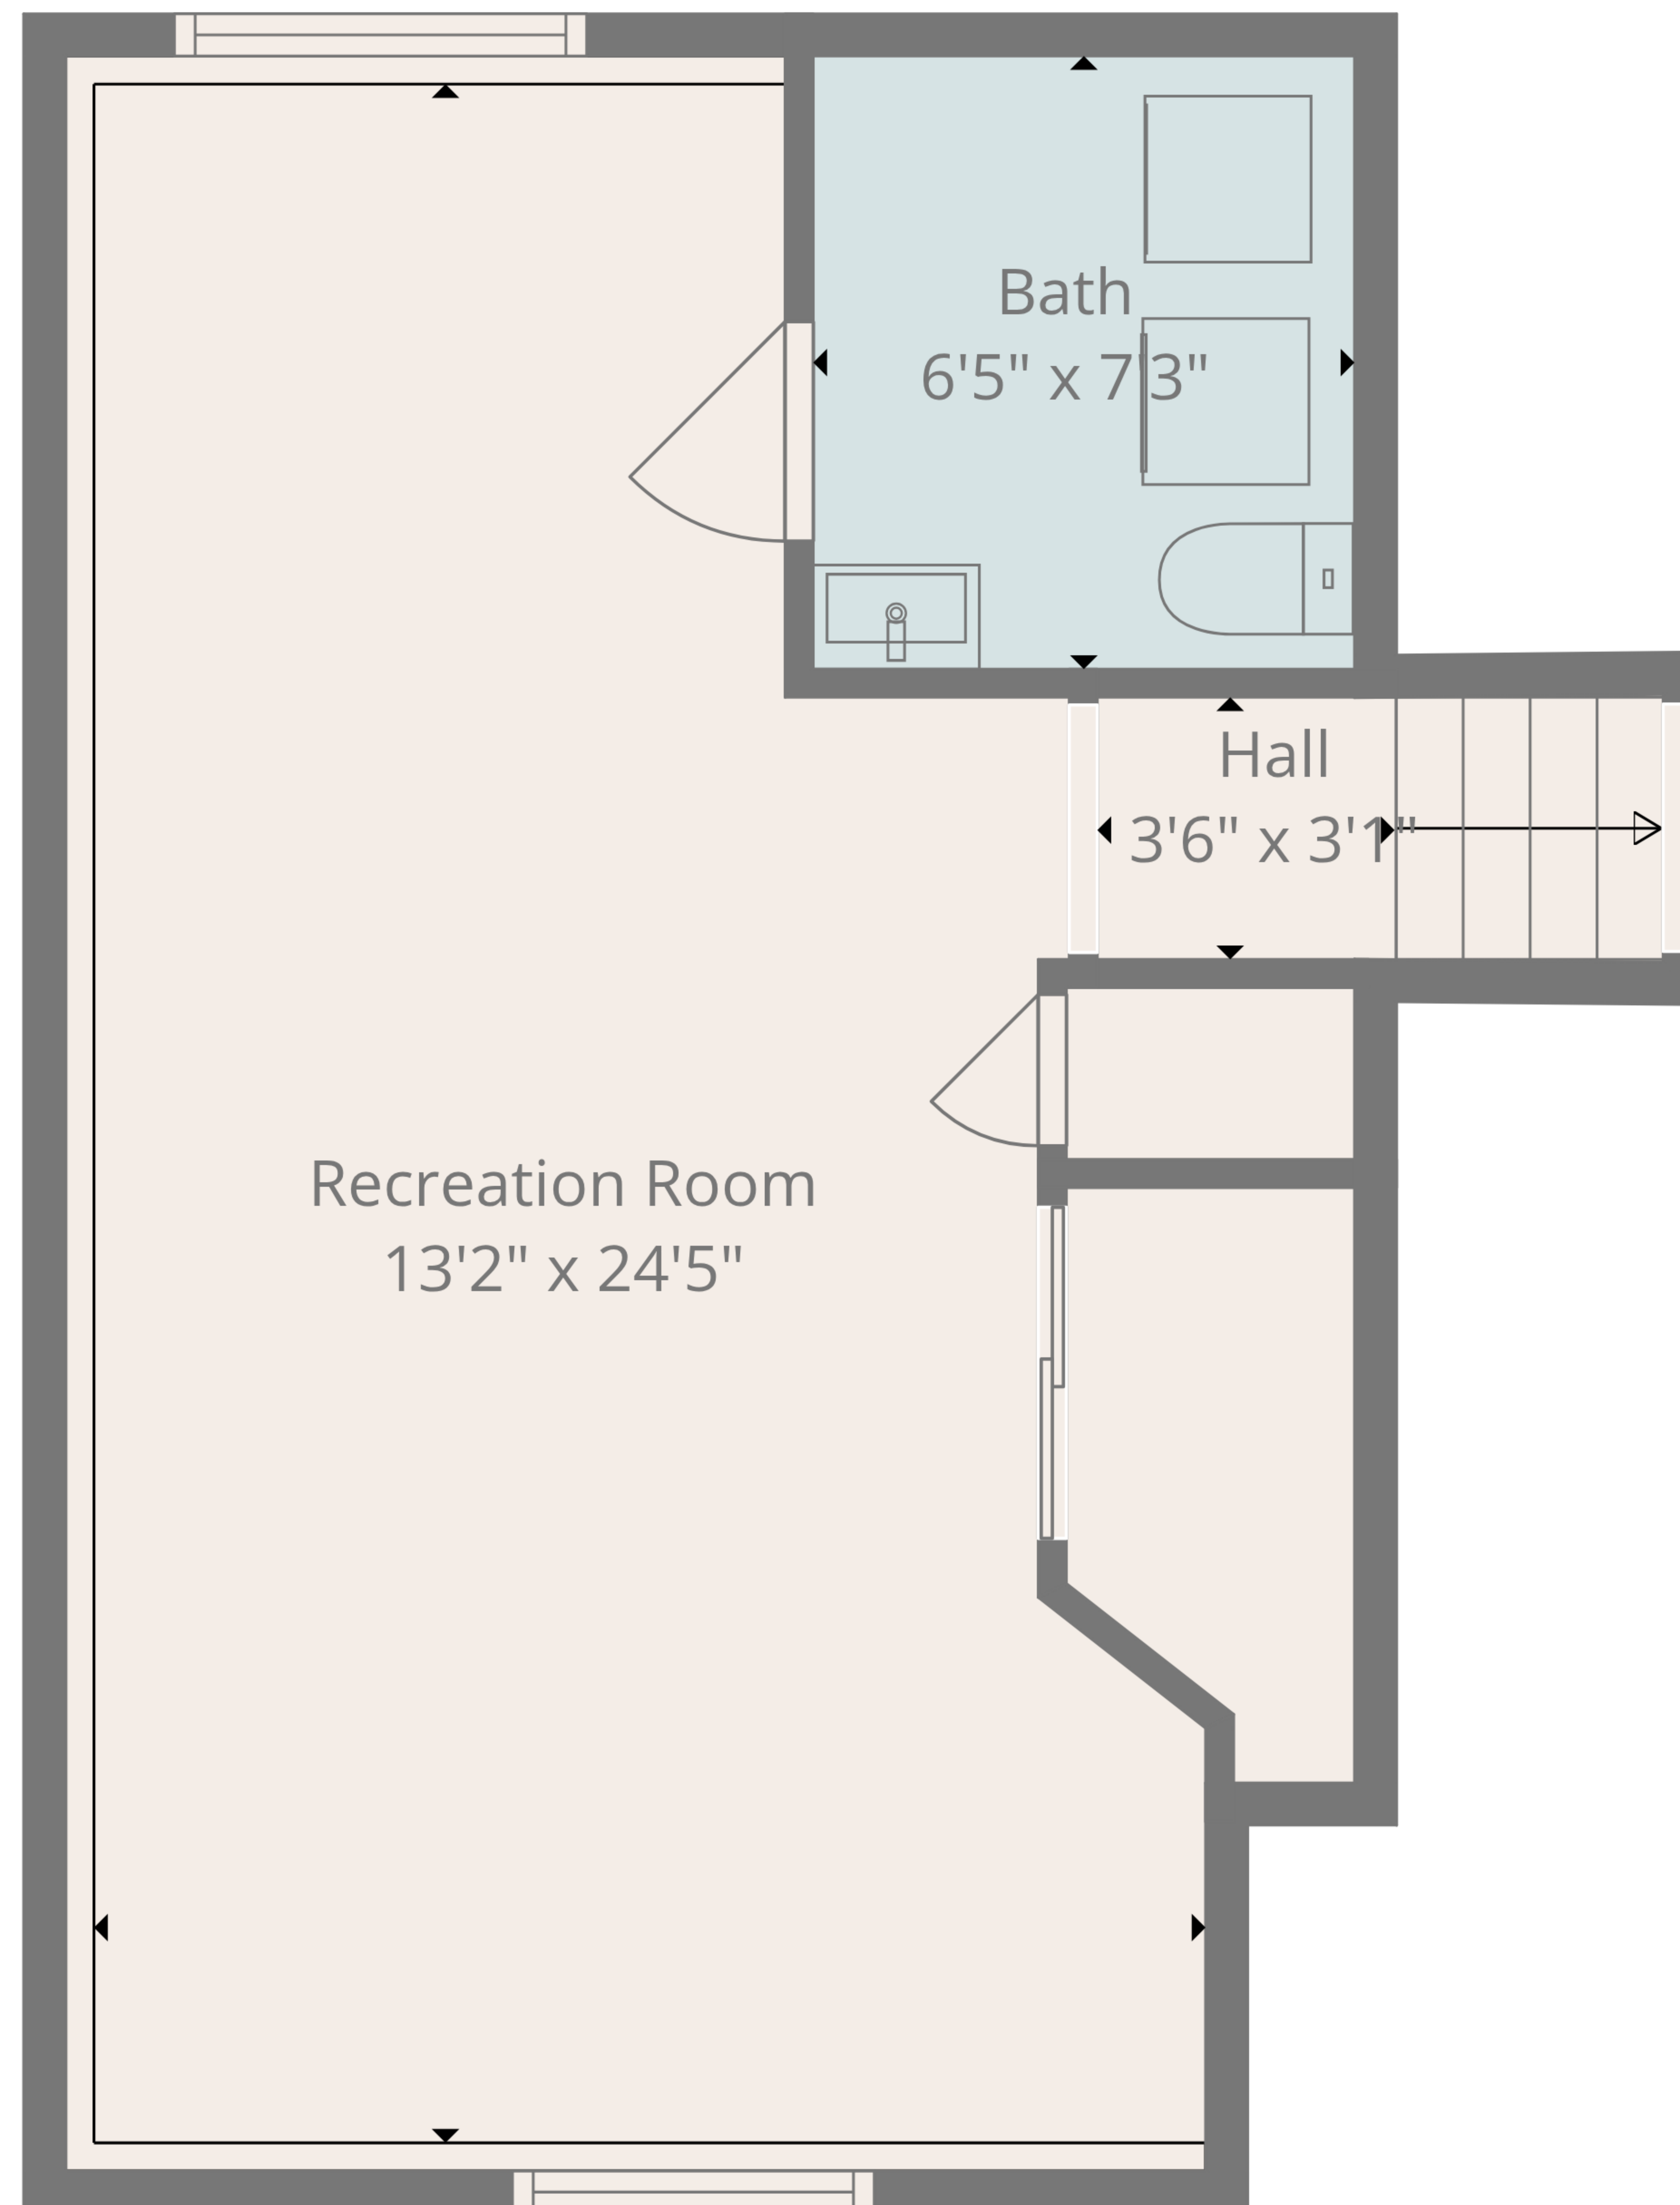 Bath
6'5" x 7'3"
Hall
3'6" x 3'1"
Recreation Room
13'2" x 24'5"